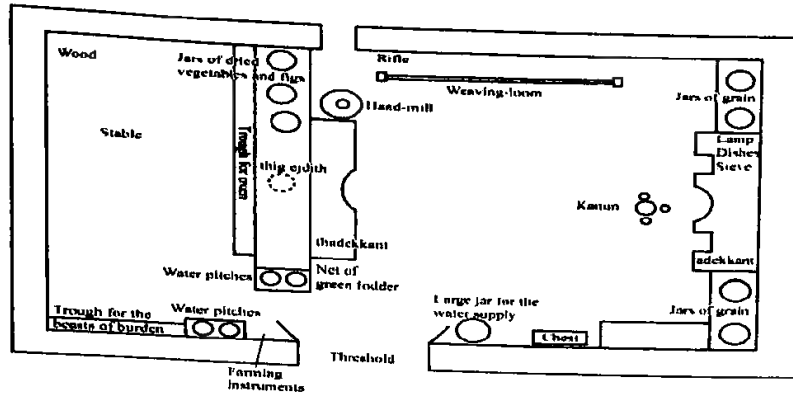 Wood
Jars of dried
vegetables and figs
Rifle
Weaving-loom
Jars of grain
Hand-mill
Stable
Trough for oxen
thig ejdith
Lamp
Dishes
Sieve
Kanun
thadekkant
adekkant
Water pitches
Net of
green fodder
Trough for the
beasts of burden
Water pitches
Large jar for the
water supply
Jars of grain
Chest
Threshold
Farming
instruments